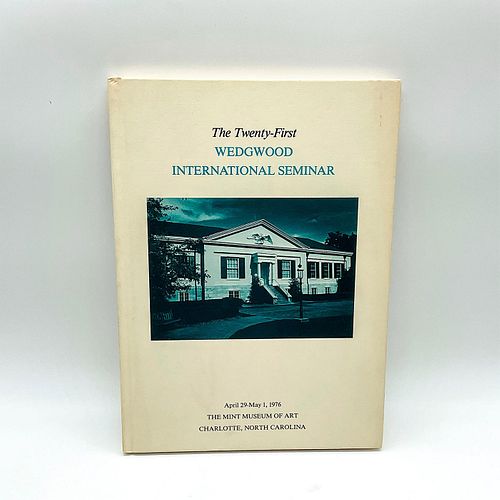 The Twenty-First
WEDGWOOD
INTERNATIONAL SEMINAR
April 29-May 1, 1976
THE MINT MUSEUM OF ART
CHARLOTTE, NORTH CAROLINA